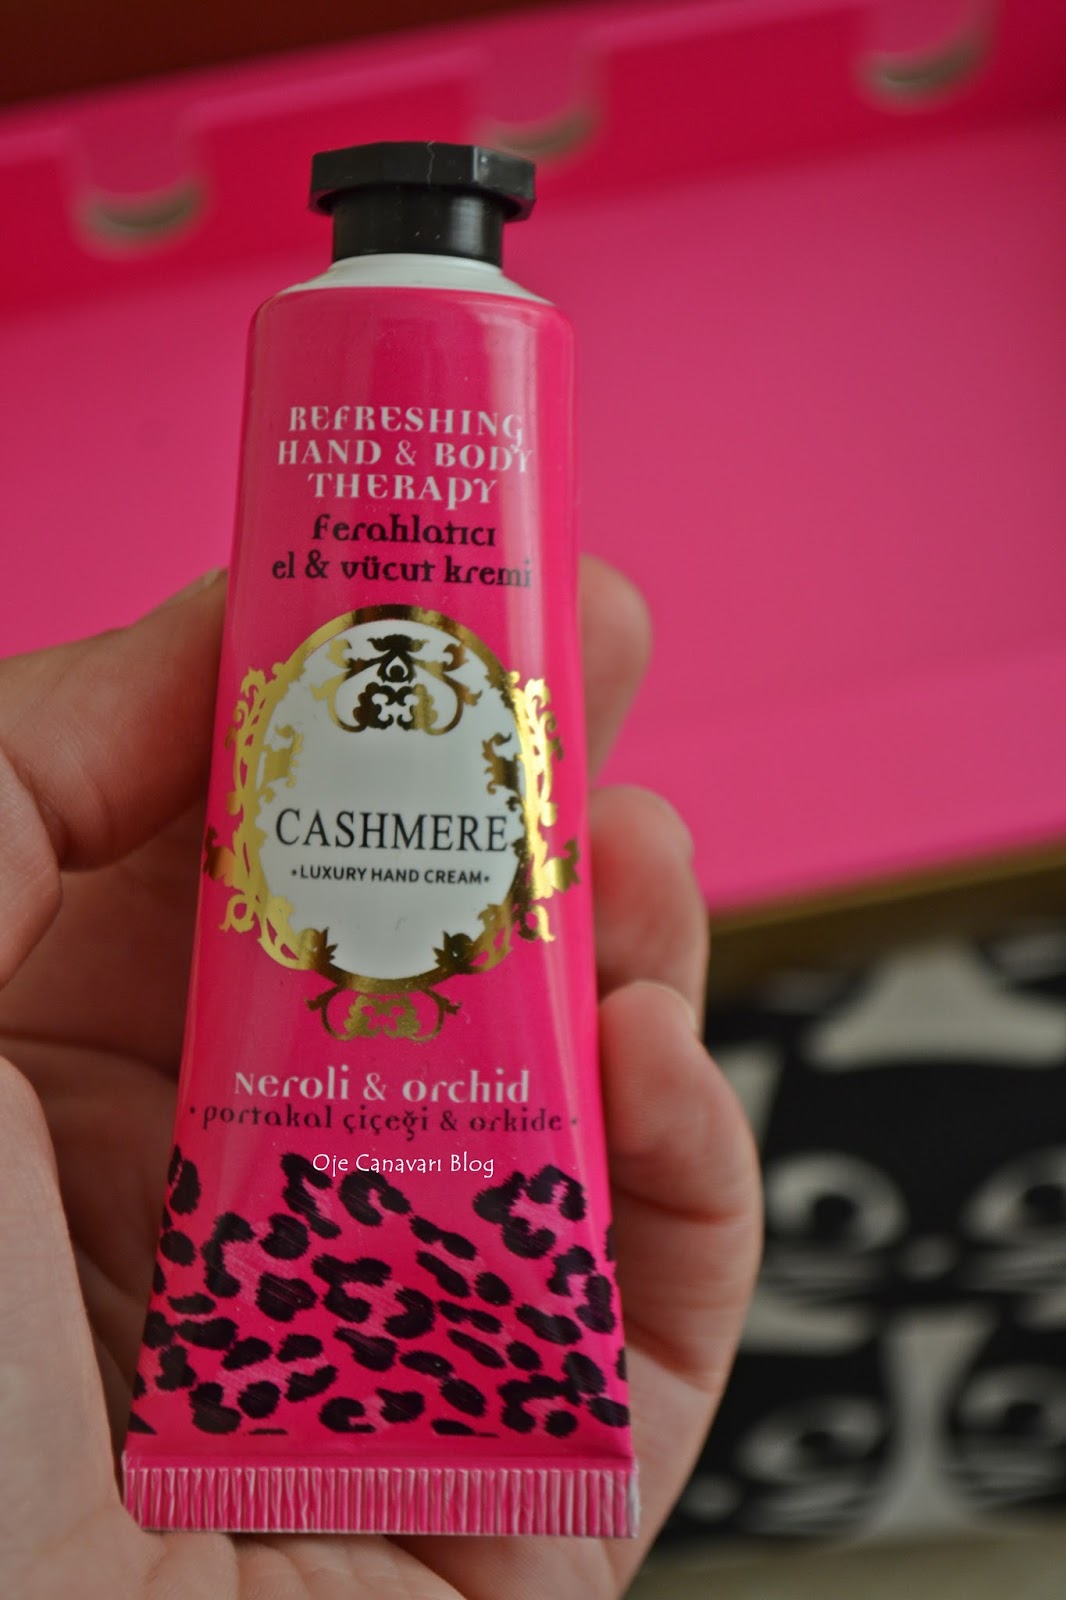 REFRESHING
HAND & BODY
THERAPY
ferahlatıcı
el & vücut kremi
CASHMERE
•LUXURY HAND CREAM•
Neroli & orchid
• portakal çiçeği & orkide •
Oje Canavarı Blog